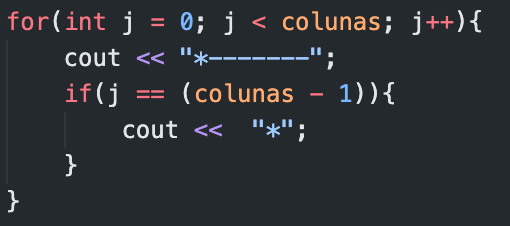 for(int j = 0; j < colunas; j++){
    cout << "*-------";
    if(j == (colunas - 1)){
        cout <<  "*";
    }
}